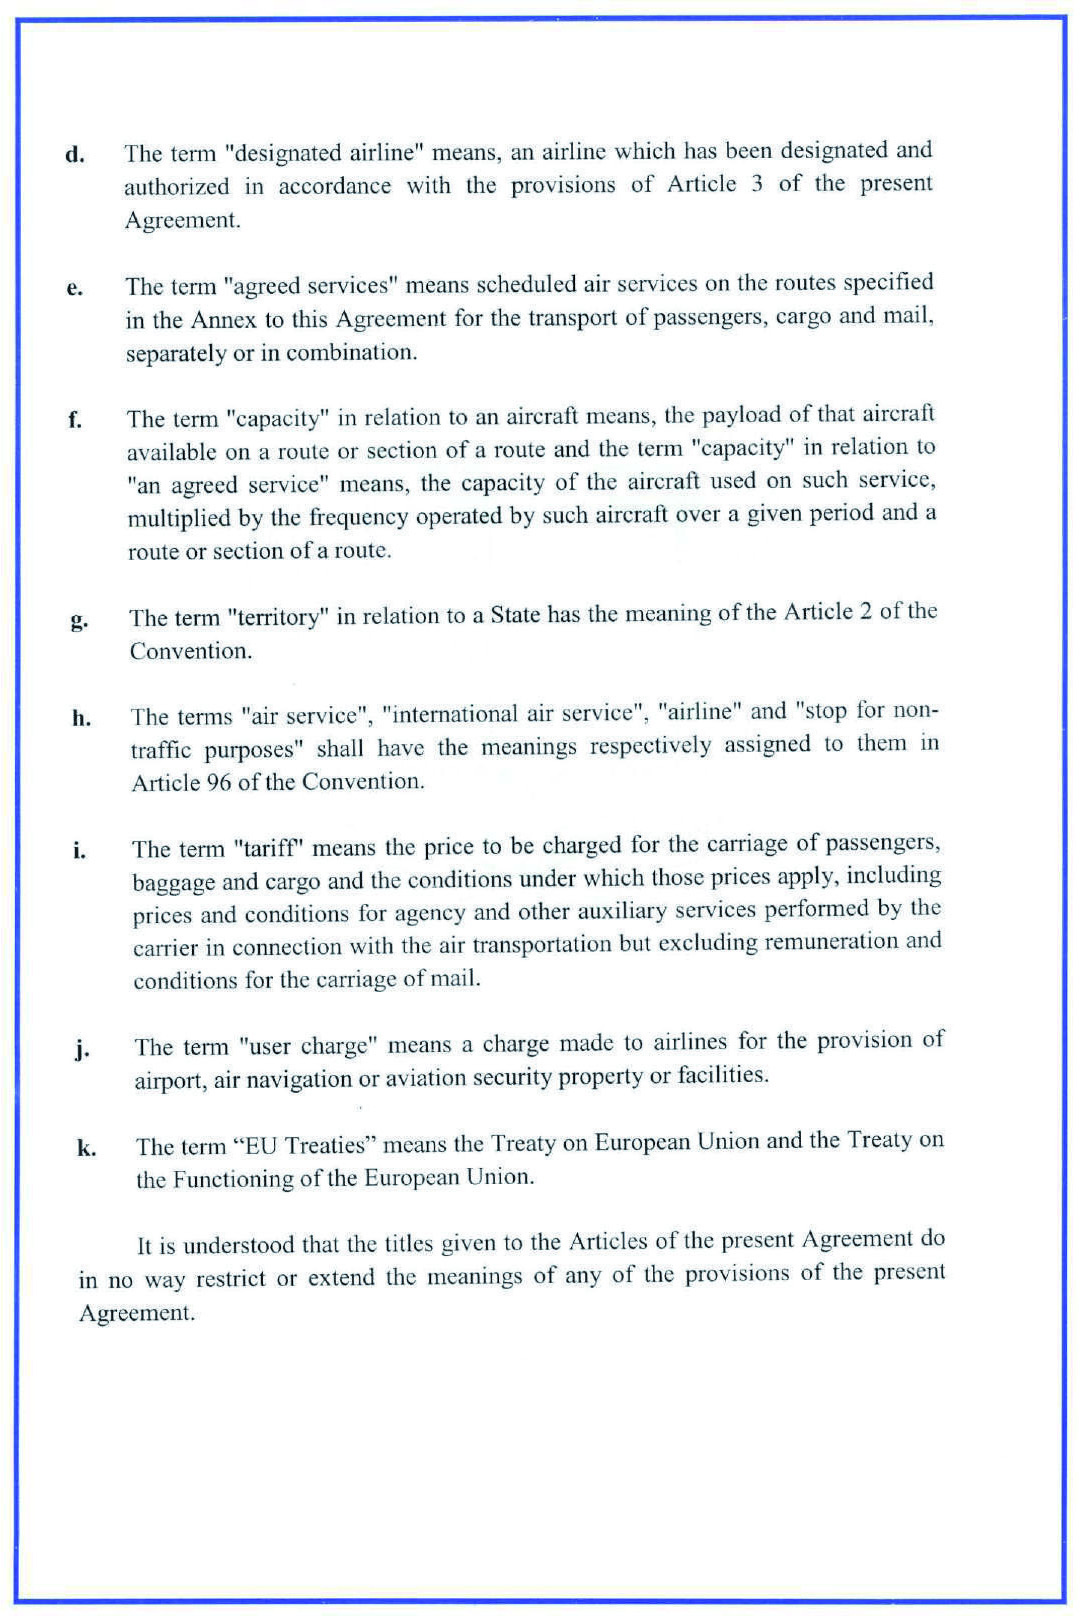 d. The term "designated airline" means, an airline which has been designated and
authorized in accordance with the provisions of Article 3 of the present
Agreement.
e. The term "agreed services" means scheduled air services on the routes specified
in the Annex to this Agreement for the transport of passengers, cargo and mail,
separately or in combination.
f. The term "capacity" in relation to an aircraft means, the payload of that aircraft
available on a route or section of a route and the term "capacity" in relation to
"an agreed service" means, the capacity of the aircraft used on such service,
multiplied by the frequency operated by such aircraft over a given period and a
route or section of a route.
g. The term "territory" in relation to a State has the meaning of the Article 2 of the
Convention.
h. The terms "air service", "international air service", "airline" and "stop for non-
traffic purposes" shall have the meanings respectively assigned to them in
Article 96 of the Convention.
i. The term "tariff" means the price to be charged for the carriage of passengers,
baggage and cargo and the conditions under which those prices apply, including
prices and conditions for agency and other auxiliary services performed by the
carrier in connection with the air transportation but excluding remuneration and
conditions for the carriage of mail.
j. The term "user charge" means a charge made to airlines for the provision of
airport, air navigation or aviation security property or facilities.
k. The term “EU Treaties” means the Treaty on European Union and the Treaty on
the Functioning of the European Union.
It is understood that the titles given to the Articles of the present Agreement do
in no way restrict or extend the meanings of any of the provisions of the present
Agreement.